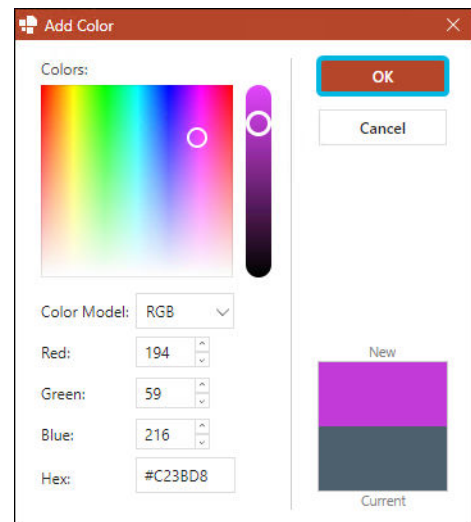 Add Color
Colors:
OK
Cancel
Color Model: RGB
Red: 194
Green: 59
Blue: 216
Hex: #C23BD8
New
Current